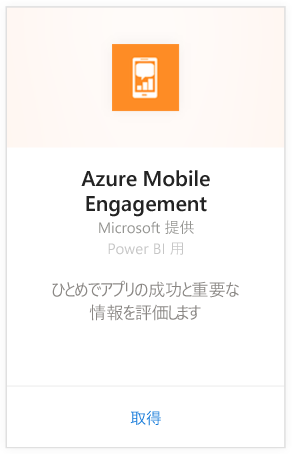 Azure Mobile
Engagement
Microsoft 提供
Power BI 用
ひとめでアプリの成功と重要な
情報を評価します
取得